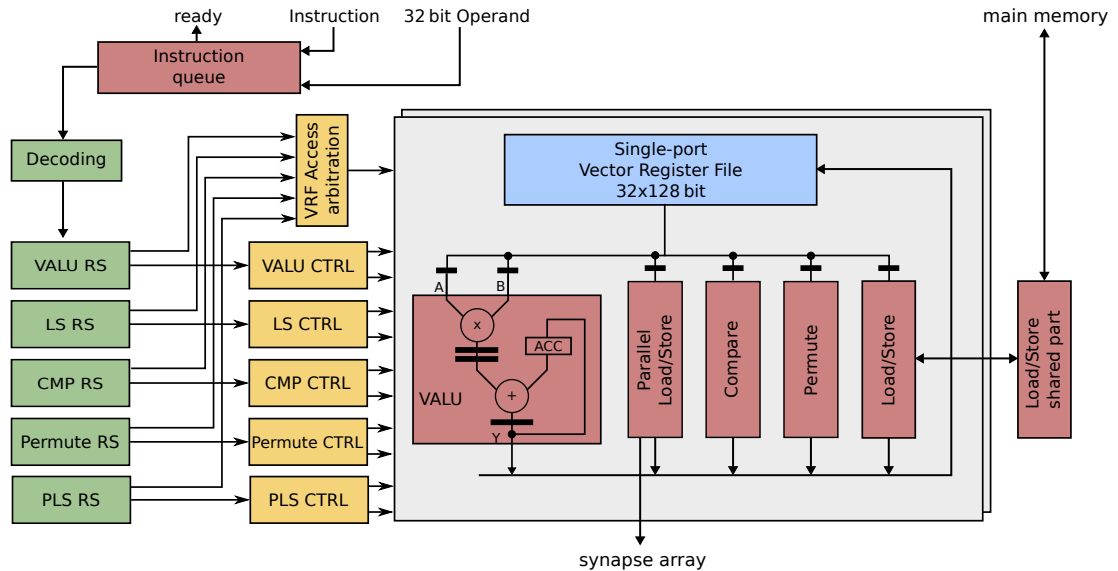 ready
Instruction
32 bit Operand
main memory
Instruction
queue
Decoding
VRF Access
arbitration
Single-port
Vector Register File
32x128 bit
VALU RS
VALU CTRL
LS RS
LS CTRL
CMP RS
CMP CTRL
Permute RS
Permute CTRL
PLS RS
PLS CTRL
A
B
x
ACC
+
VALU
Y
Parallel
Load/Store
Compare
Permute
Load/Store
Load/Store
shared part
synapse array